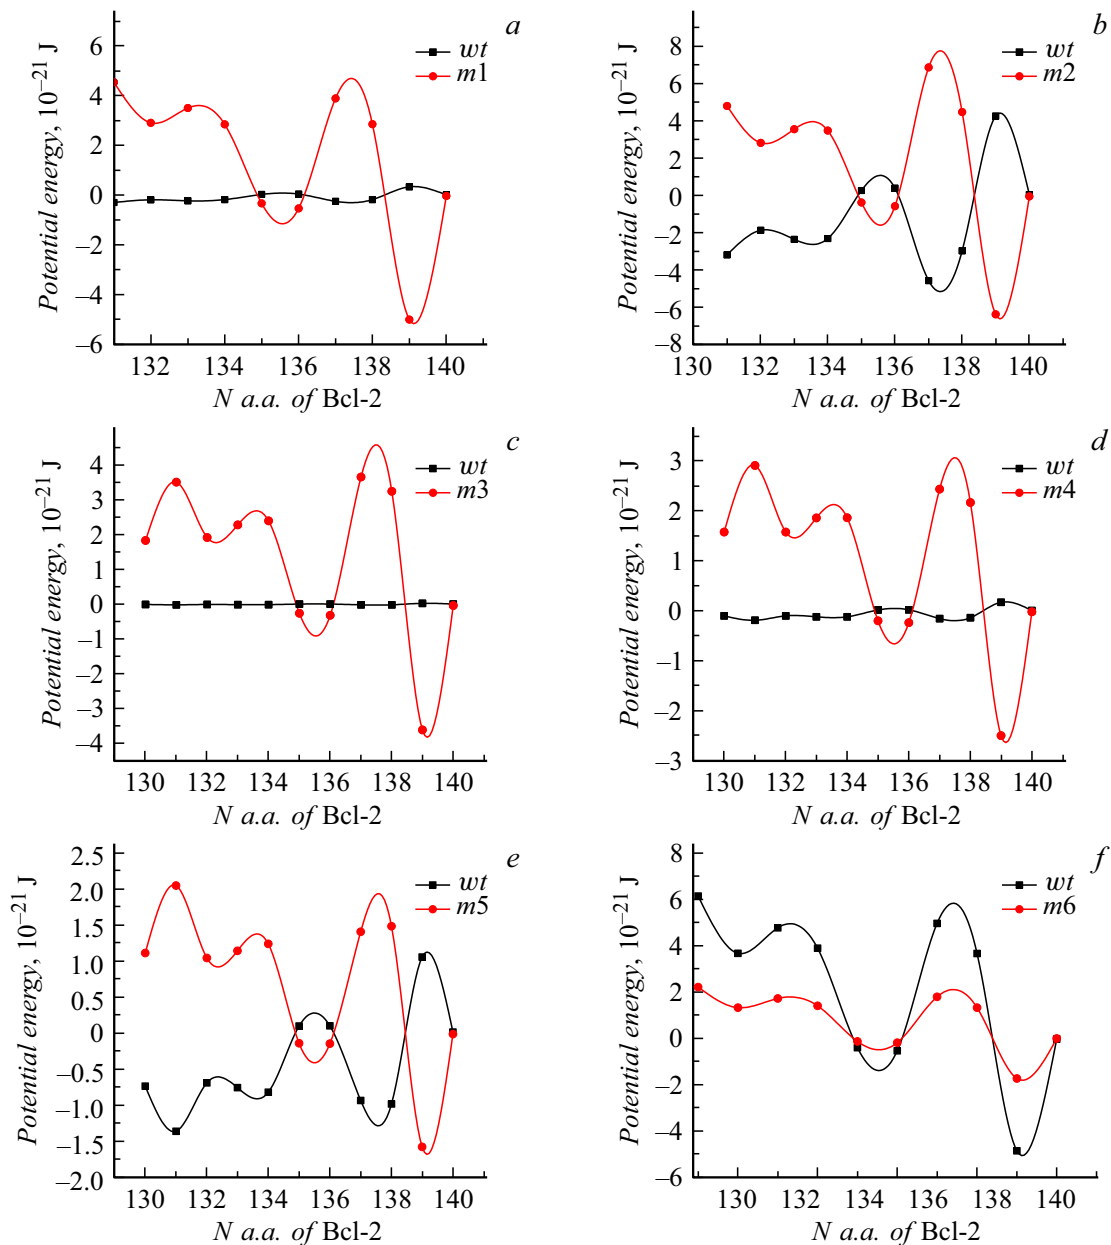 a
wt
m1
Potential energy, 10⁻²¹ J
6
4
2
0
–2
–4
–6
132 134 136 138 140
N a.a. of Bcl-2
b
wt
m2
Potential energy, 10⁻²¹ J
8
6
4
2
0
–2
–4
–6
–8
130 132 134 136 138 140
N a.a. of Bcl-2
c
wt
m3
Potential energy, 10⁻²¹ J
4
3
2
1
0
–1
–2
–3
–4
130 132 134 136 138 140
N a.a. of Bcl-2
d
wt
m4
Potential energy, 10⁻²¹ J
3
2
1
0
–1
–2
–3
130 132 134 136 138 140
N a.a. of Bcl-2
e
wt
m5
Potential energy, 10⁻²¹ J
2.5
2.0
1.5
1.0
0.5
0
–0.5
–1.0
–1.5
–2.0
130 132 134 136 138 140
N a.a. of Bcl-2
f
wt
m6
Potential energy, 10⁻²¹ J
8
6
4
2
0
–2
–4
–6
130 132 134 136 138 140
N a.a. of Bcl-2